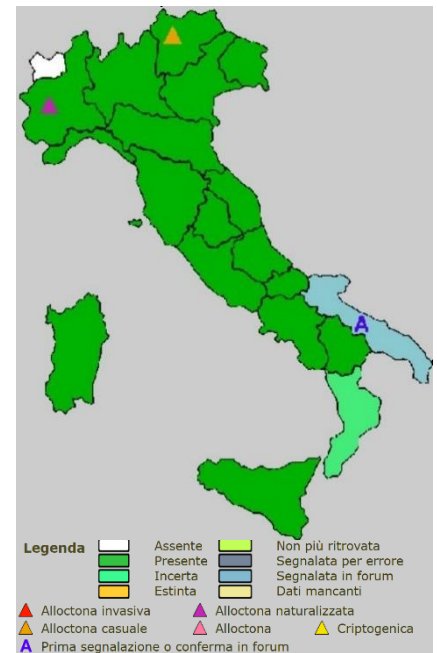 A
Legenda
Assente Non più ritrovata
Presente Segnalata per errore
Incerta Segnalata in forum
Estinta Dati mancanti
Alloctona invasiva Alloctona naturalizzata
Alloctona casuale Alloctona Criptogenica
A Prima segnalazione o conferma in forum